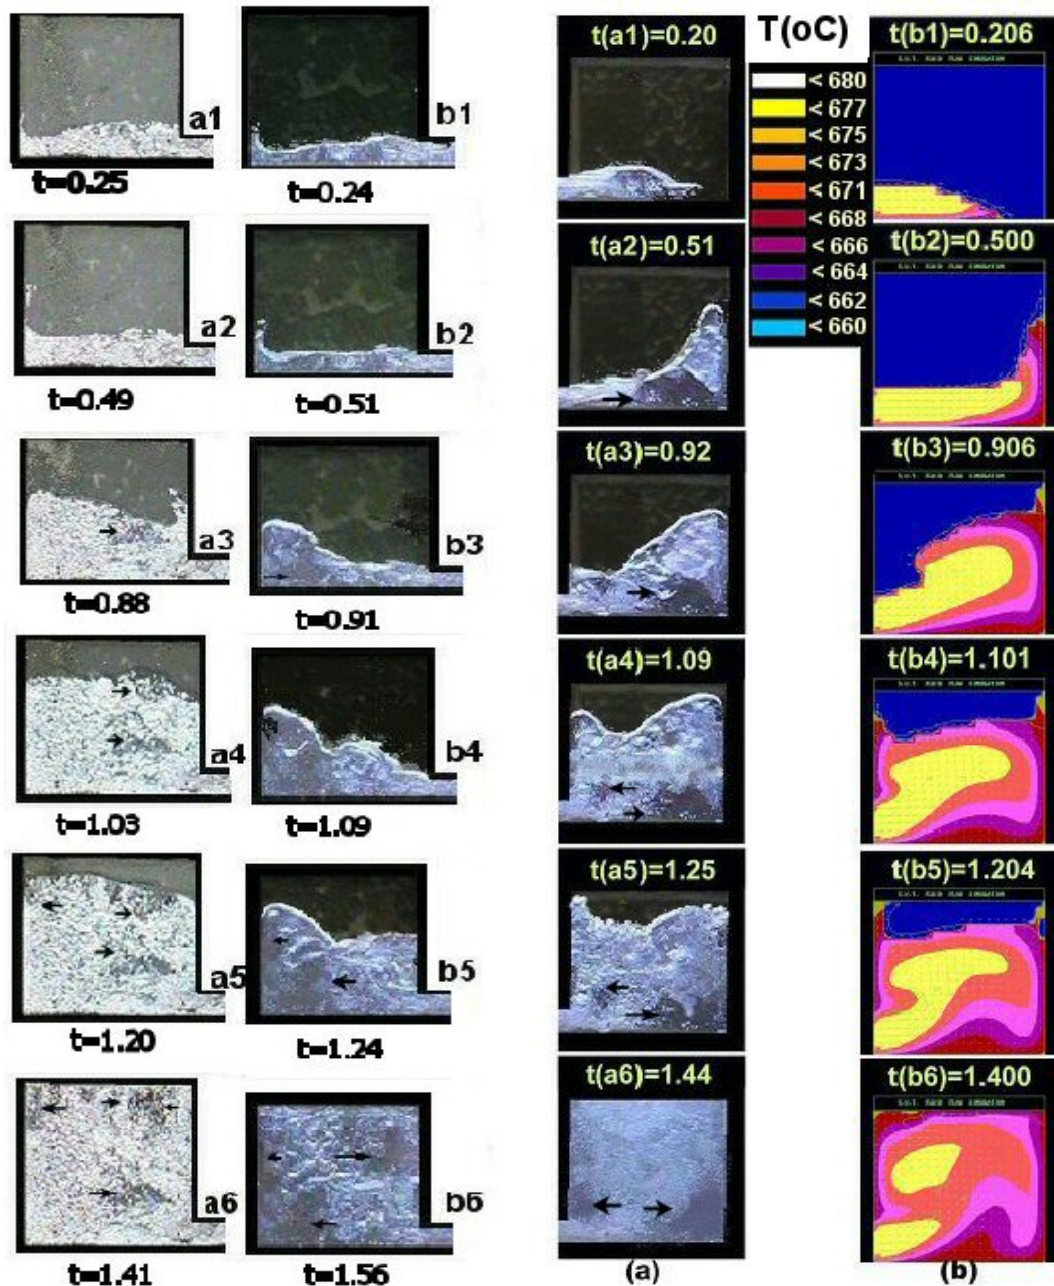 a1
t=0.25
b1
t=0.24
a2
t=0.49
b2
t=0.51
a3
t=0.88
b3
t=0.91
a4
t=1.03
b4
t=1.09
a5
t=1.20
b5
t=1.24
a6
t=1.41
b6
t=1.56
t(a1)=0.20
t(a2)=0.51
t(a3)=0.92
t(a4)=1.09
t(a5)=1.25
t(a6)=1.44
(a)
T(oC)
< 680
< 677
< 675
< 673
< 671
< 668
< 666
< 664
< 662
< 660
t(b1)=0.206
t(b2)=0.500
t(b3)=0.906
t(b4)=1.101
t(b5)=1.204
t(b6)=1.400
(b)